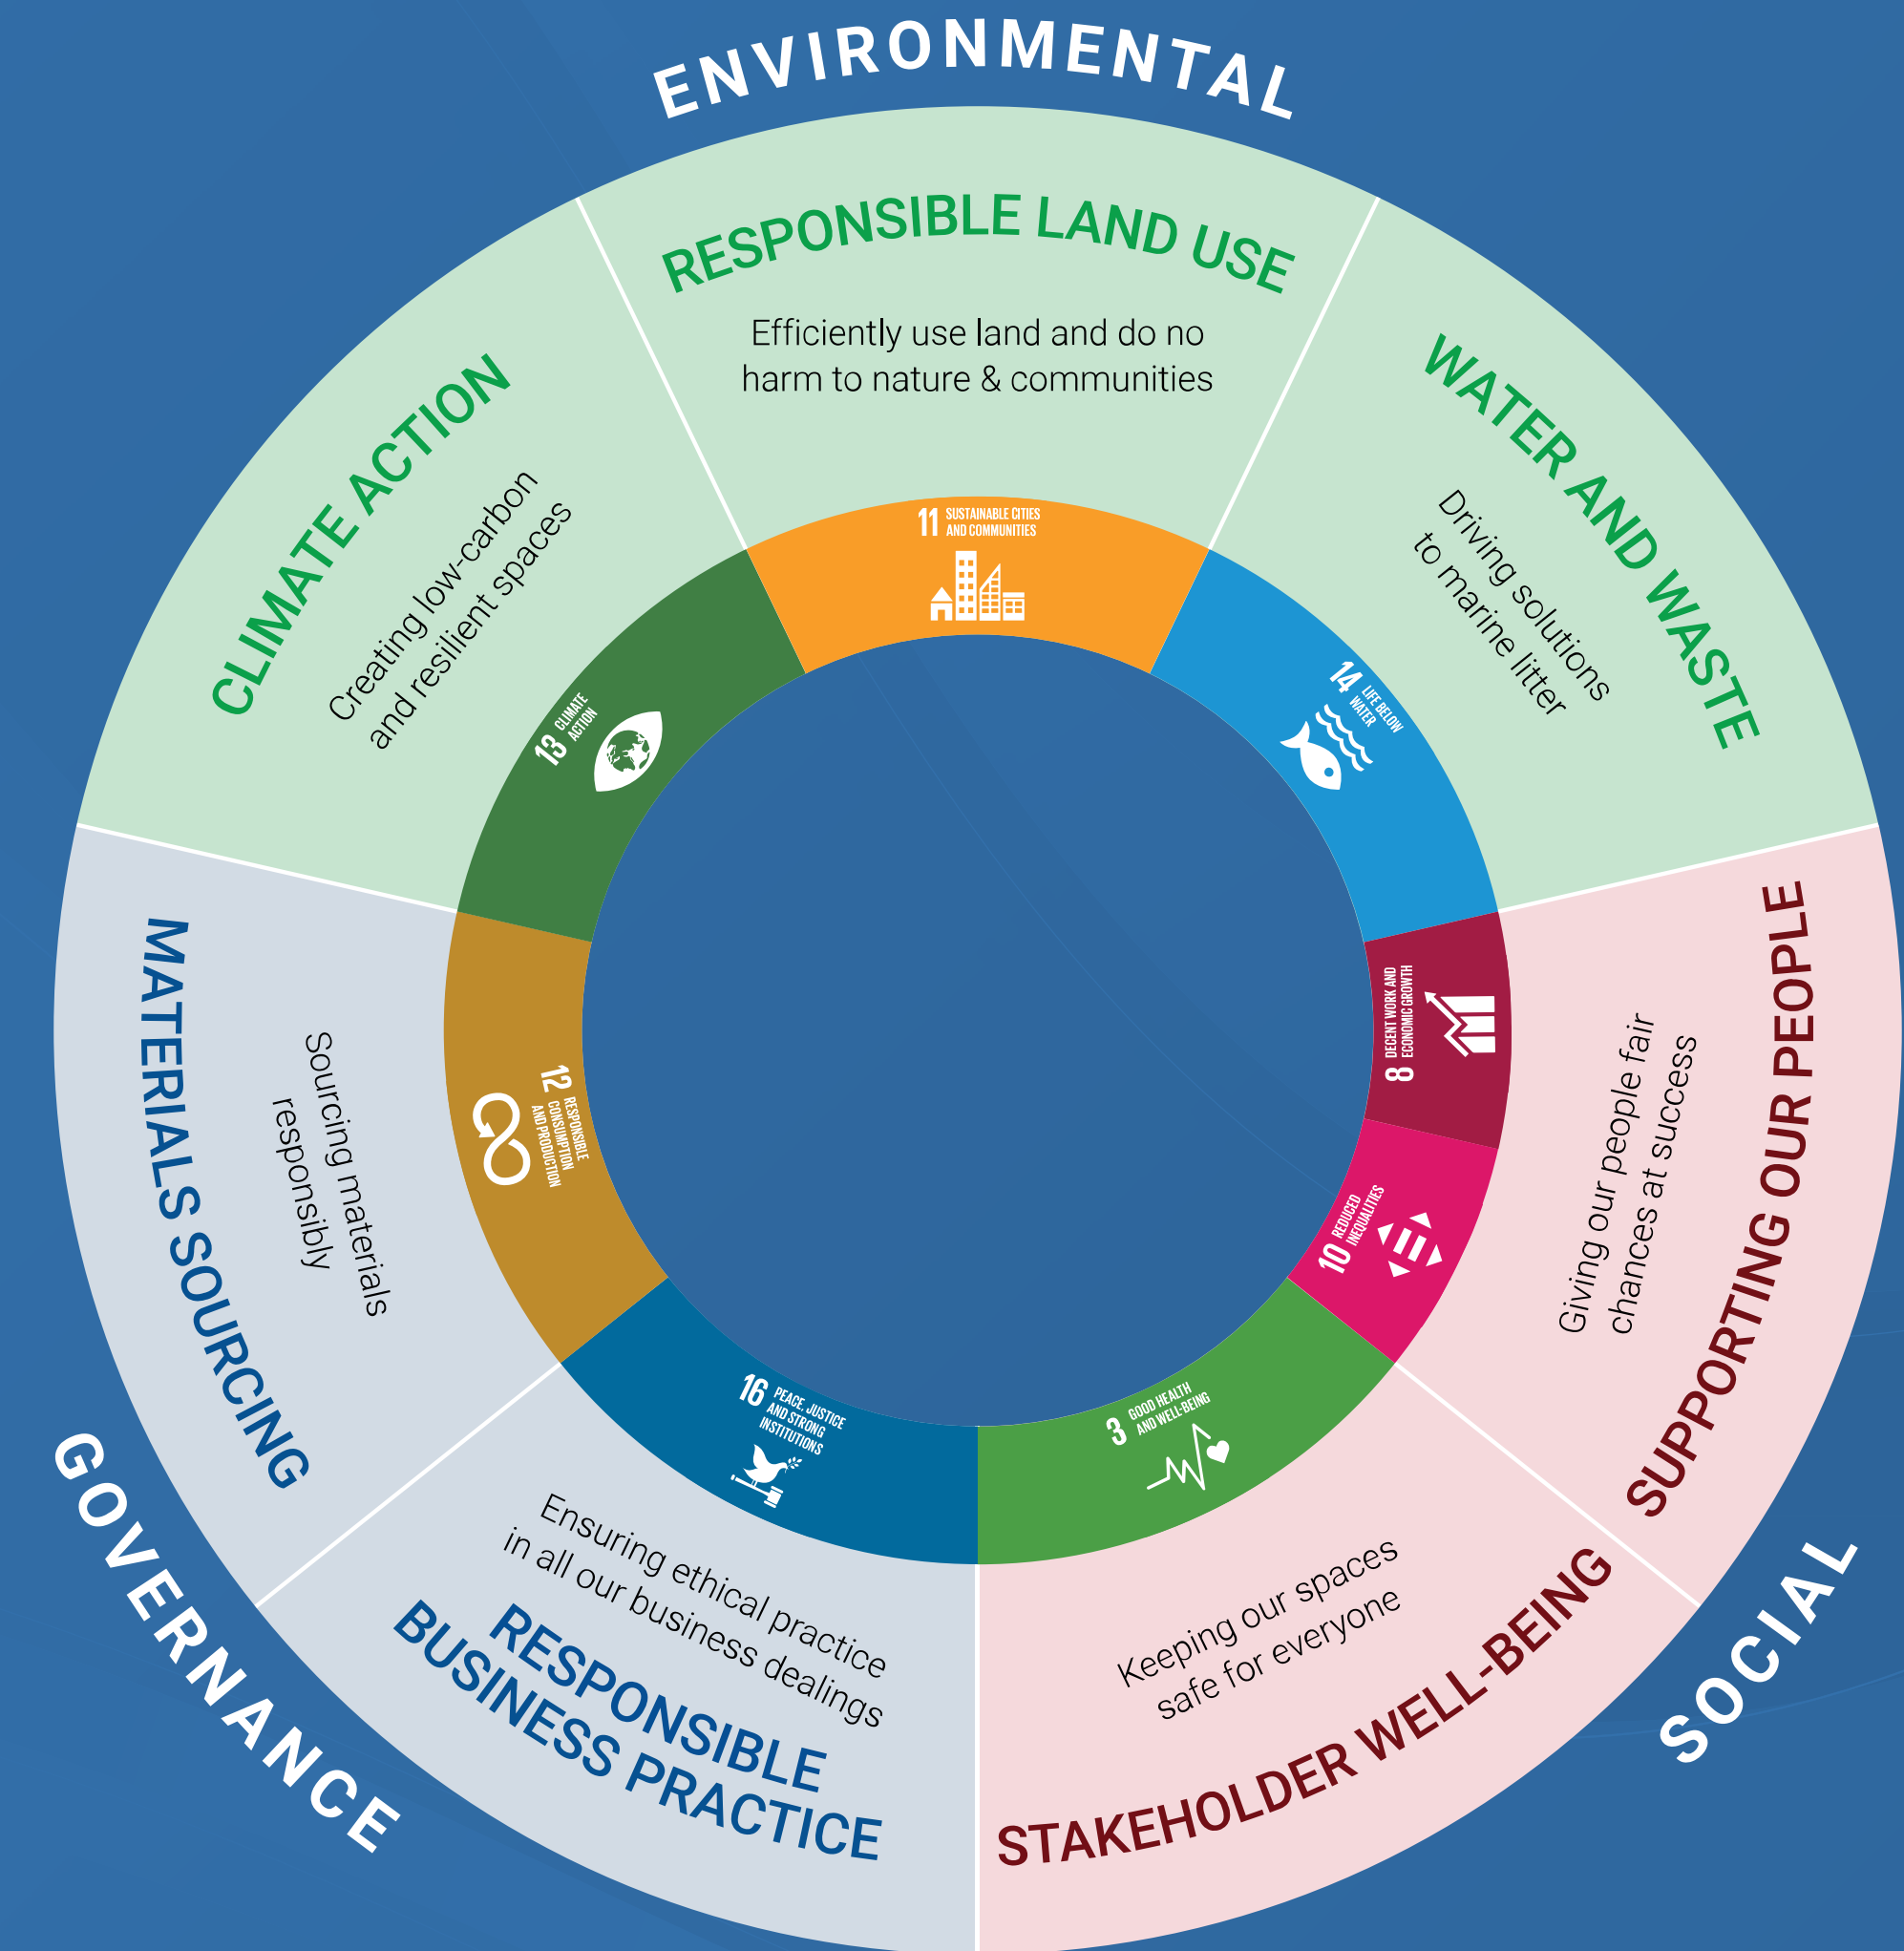 ENVIRONMENTAL
RESPONSIBLE LAND USE
Efficiently use land and do no
harm to nature & communities
11 SUSTAINABLE CITIES
AND COMMUNITIES
WATER AND WASTE
Driving solutions
to marine litter
14 LIFE BELOW
WATER
SOCIAL
SUPPORTING OUR PEOPLE
Giving our people fair
chances at success
8 DECENT WORK AND
ECONOMIC GROWTH
10 REDUCED
INEQUALITIES
STAKEHOLDER WELL-BEING
Keeping our spaces
safe for everyone
3 GOOD HEALTH
AND WELL-BEING
GOVERNANCE
RESPONSIBLE
BUSINESS PRACTICE
Ensuring ethical practice
in all our business dealings
16 PEACE, JUSTICE
AND STRONG
INSTITUTIONS
MATERIALS SOURCING
Sourcing materials
responsibly
12 RESPONSIBLE
CONSUMPTION
AND PRODUCTION
CLIMATE ACTION
Creating low-carbon
and resilient spaces
13 CLIMATE
ACTION